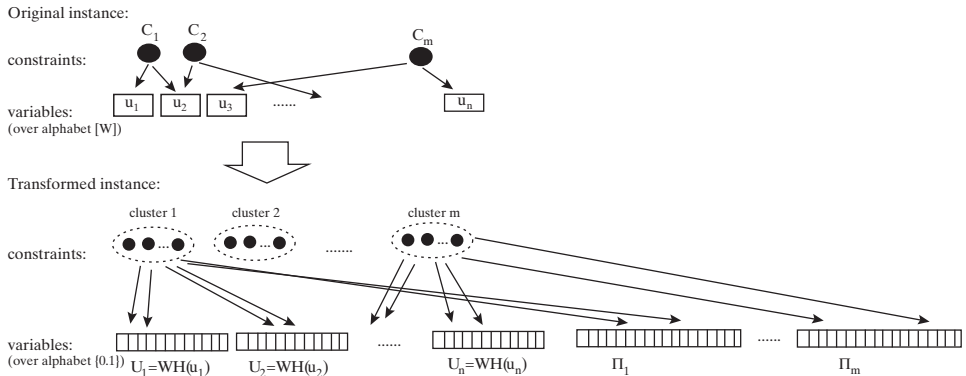 Original instance:
C1 C2 Cm
constraints:
variables: u1 u2 u3 ...... un
(over alphabet [W])
Transformed instance:
cluster 1 cluster 2 cluster m
constraints: ... ... ....... ...
variables: ...... ......
(over alphabet {0.1})
U1=WH(u1) U2=WH(u2) Un=WH(un) Π1 Πm